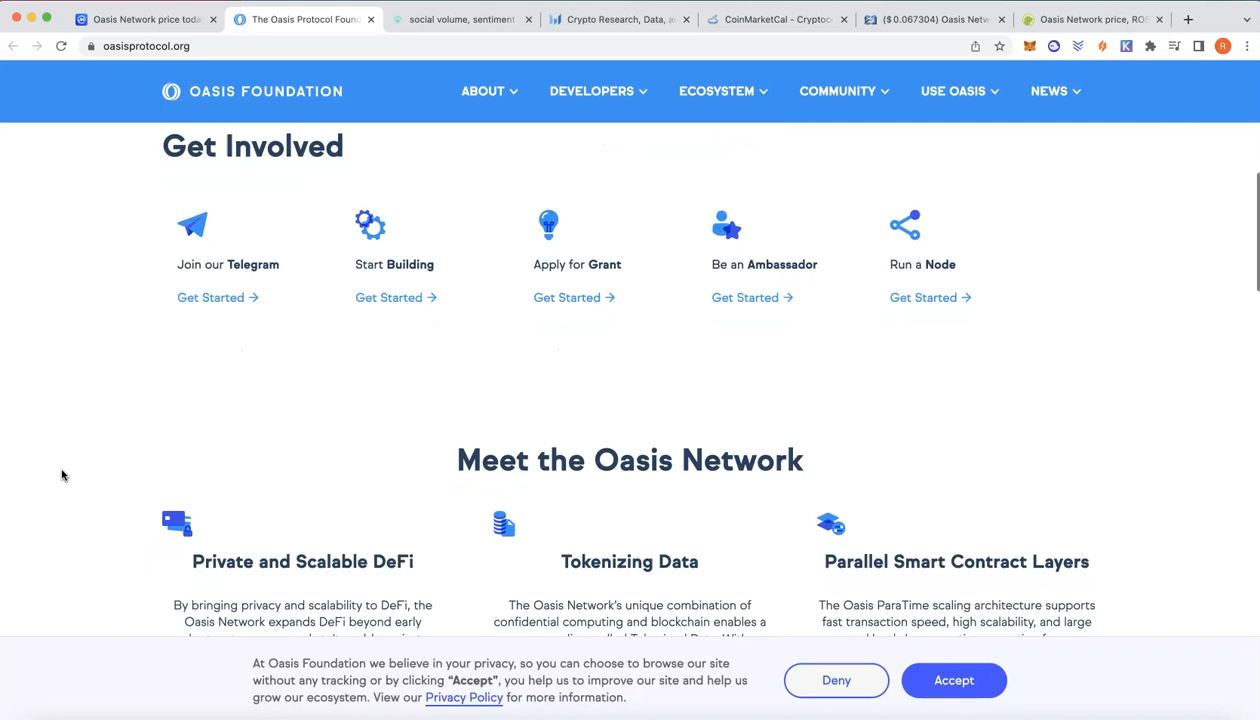 Oasis Network price toda
The Oasis Protocol Foun
social volume, sentiment
Crypto Research, Data, a
CoinMarketCal - Cryptoc
($0.067304) Oasis Netw
Oasis Network price, ROS
oasisprotocol.org
K
R
OASIS FOUNDATION
ABOUT
DEVELOPERS
ECOSYSTEM
COMMUNITY
USE OASIS
NEWS
Get Involved
Join our Telegram
Start Building
Apply for Grant
Be an Ambassador
Run a Node
Get Started →
Get Started →
Get Started →
Get Started →
Get Started →
Meet the Oasis Network
Private and Scalable DeFi
Tokenizing Data
Parallel Smart Contract Layers
By bringing privacy and scalability to DeFi, the
Oasis Network expands DeFi beyond early
The Oasis Network's unique combination of
confidential computing and blockchain enables a
The Oasis ParaTime scaling architecture supports
fast transaction speed, high scalability, and large
At Oasis Foundation we believe in your privacy, so you can choose to browse our site
without any tracking or by clicking “Accept”, you help us to improve our site and help us
grow our ecosystem. View our Privacy Policy for more information.
Deny
Accept